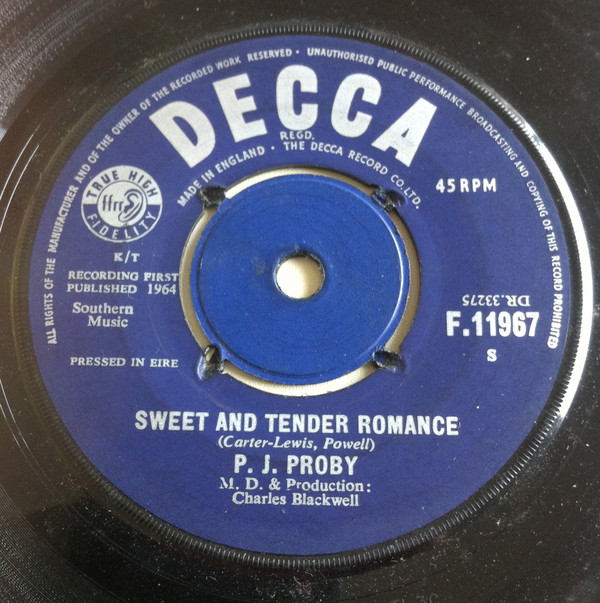 ALL RIGHTS OF THE MANUFACTURER AND OF THE OWNER OF THE RECORDED WORK RESERVED · UNAUTHORISED PUBLIC PERFORMANCE BROADCASTING AND COPYING OF THIS RECORD PROHIBITED
DECCA
REGD.
MADE IN ENGLAND · THE DECCA RECORD CO. LTD.
45 RPM
TRUE HIGH
ffrr
FIDELITY
K/T
RECORDING FIRST
PUBLISHED 1964
Southern
Music
DR.33275
F.11967
S
PRESSED IN EIRE
SWEET AND TENDER ROMANCE
(Carter-Lewis, Powell)
P. J. PROBY
M. D. & Production:
Charles Blackwell